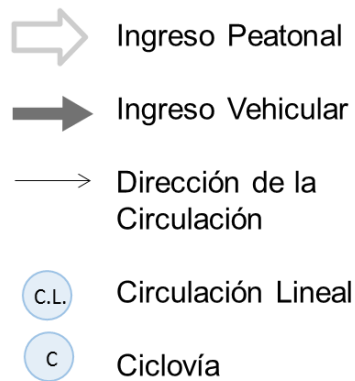 Ingreso Peatonal
Ingreso Vehicular
Dirección de la
Circulación
C.L. Circulación Lineal
C Ciclovía